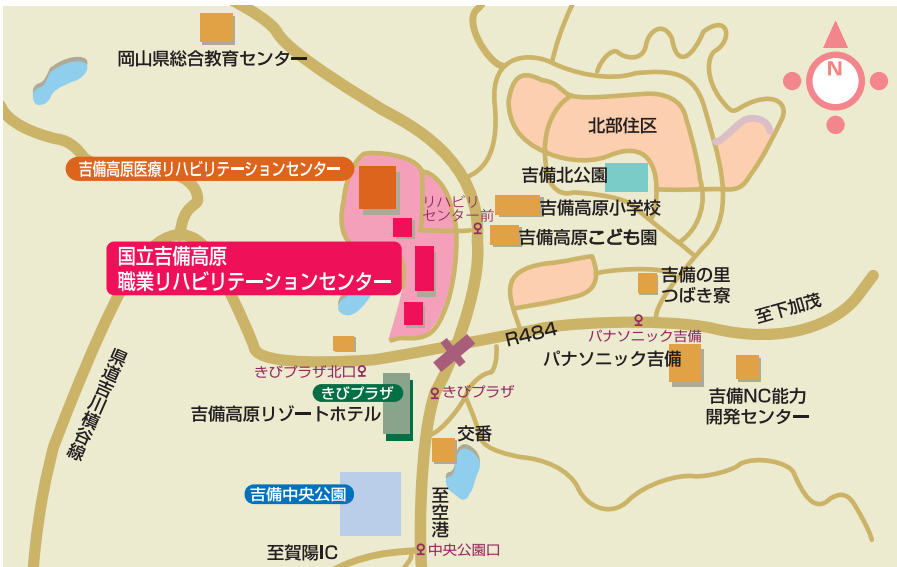 岡山県総合教育センター
N
北部住区
吉備高原医療リハビリテーションセンター
吉備北公園
リハビリ
センター前
吉備高原小学校
吉備高原こども園
国立吉備高原
職業リハビリテーションセンター
吉備の里
つばき寮
至下加茂
R484
パナソニック吉備
パナソニック吉備
きびプラザ北口
きびプラザ
きびプラザ
吉備高原リゾートホテル
吉備NC能力
開発センター
県道吉川槙谷線
交番
吉備中央公園
至空港
至賀陽IC
中央公園口